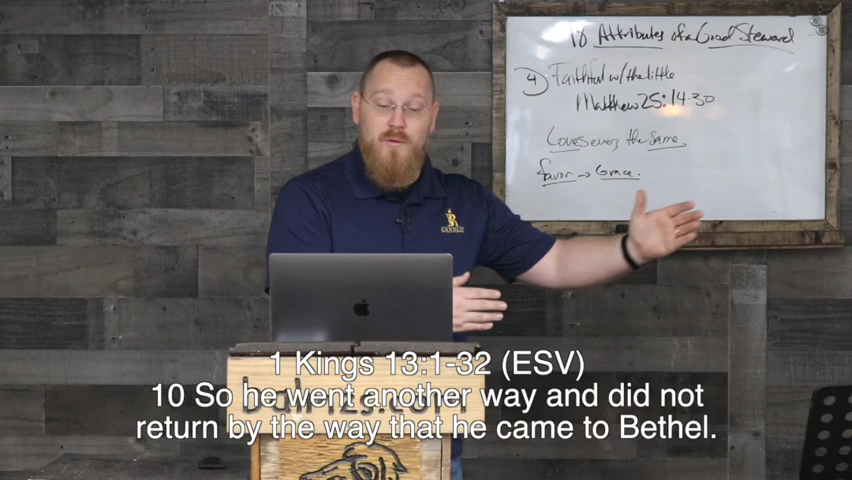 18 Attributes of a Good Steward
4) Faithful w/ the little
Matthew 25:14-30
Loves every the same.
favor → Grace.
1 Kings 13:1-32 (ESV)
10 So he went another way and did not
return by the way that he came to Bethel.